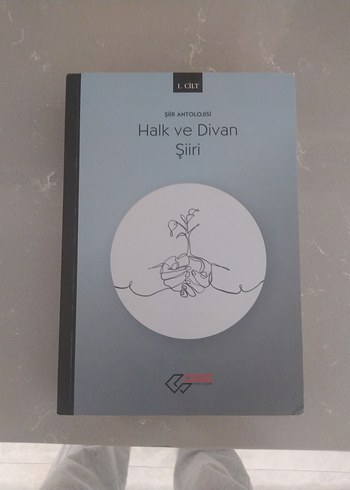 1. CİLT
ŞİİR ANTOLOJİSİ
Halk ve Divan
Şiiri